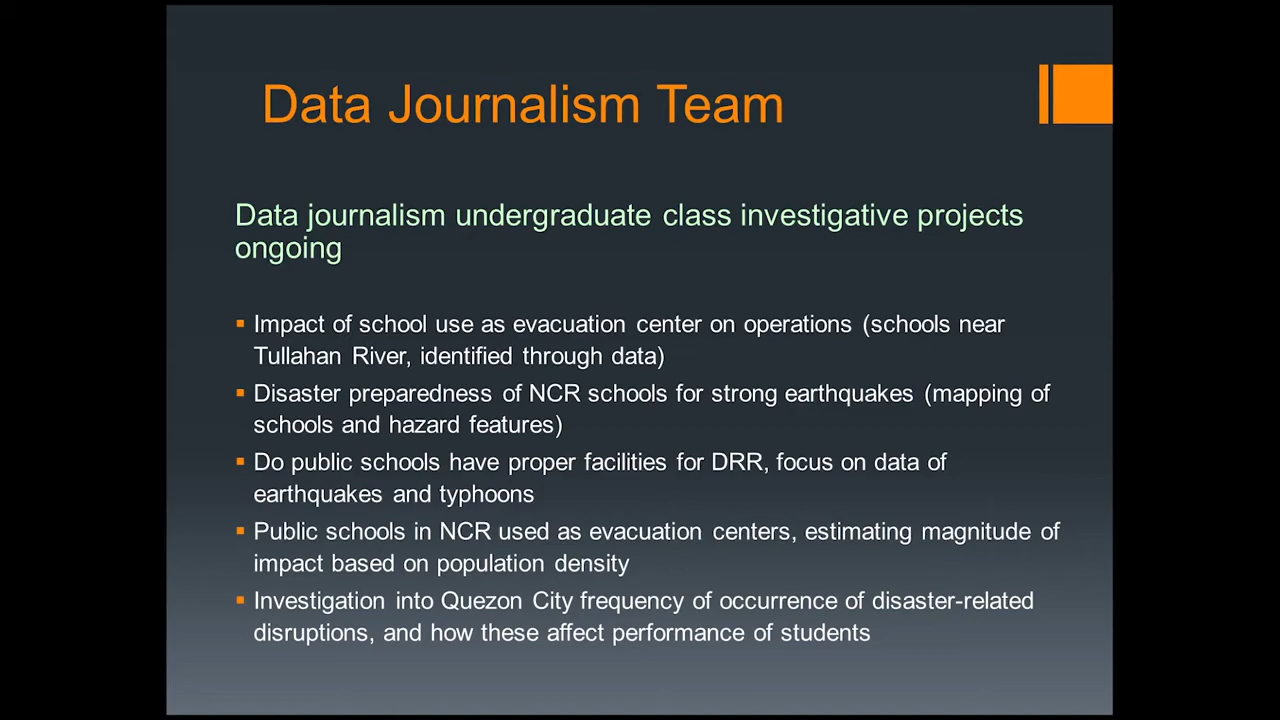 Data Journalism Team
Data journalism undergraduate class investigative projects
ongoing
Impact of school use as evacuation center on operations (schools near
Tullahan River, identified through data)
Disaster preparedness of NCR schools for strong earthquakes (mapping of
schools and hazard features)
Do public schools have proper facilities for DRR, focus on data of
earthquakes and typhoons
Public schools in NCR used as evacuation centers, estimating magnitude of
impact based on population density
Investigation into Quezon City frequency of occurrence of disaster-related
disruptions, and how these affect performance of students